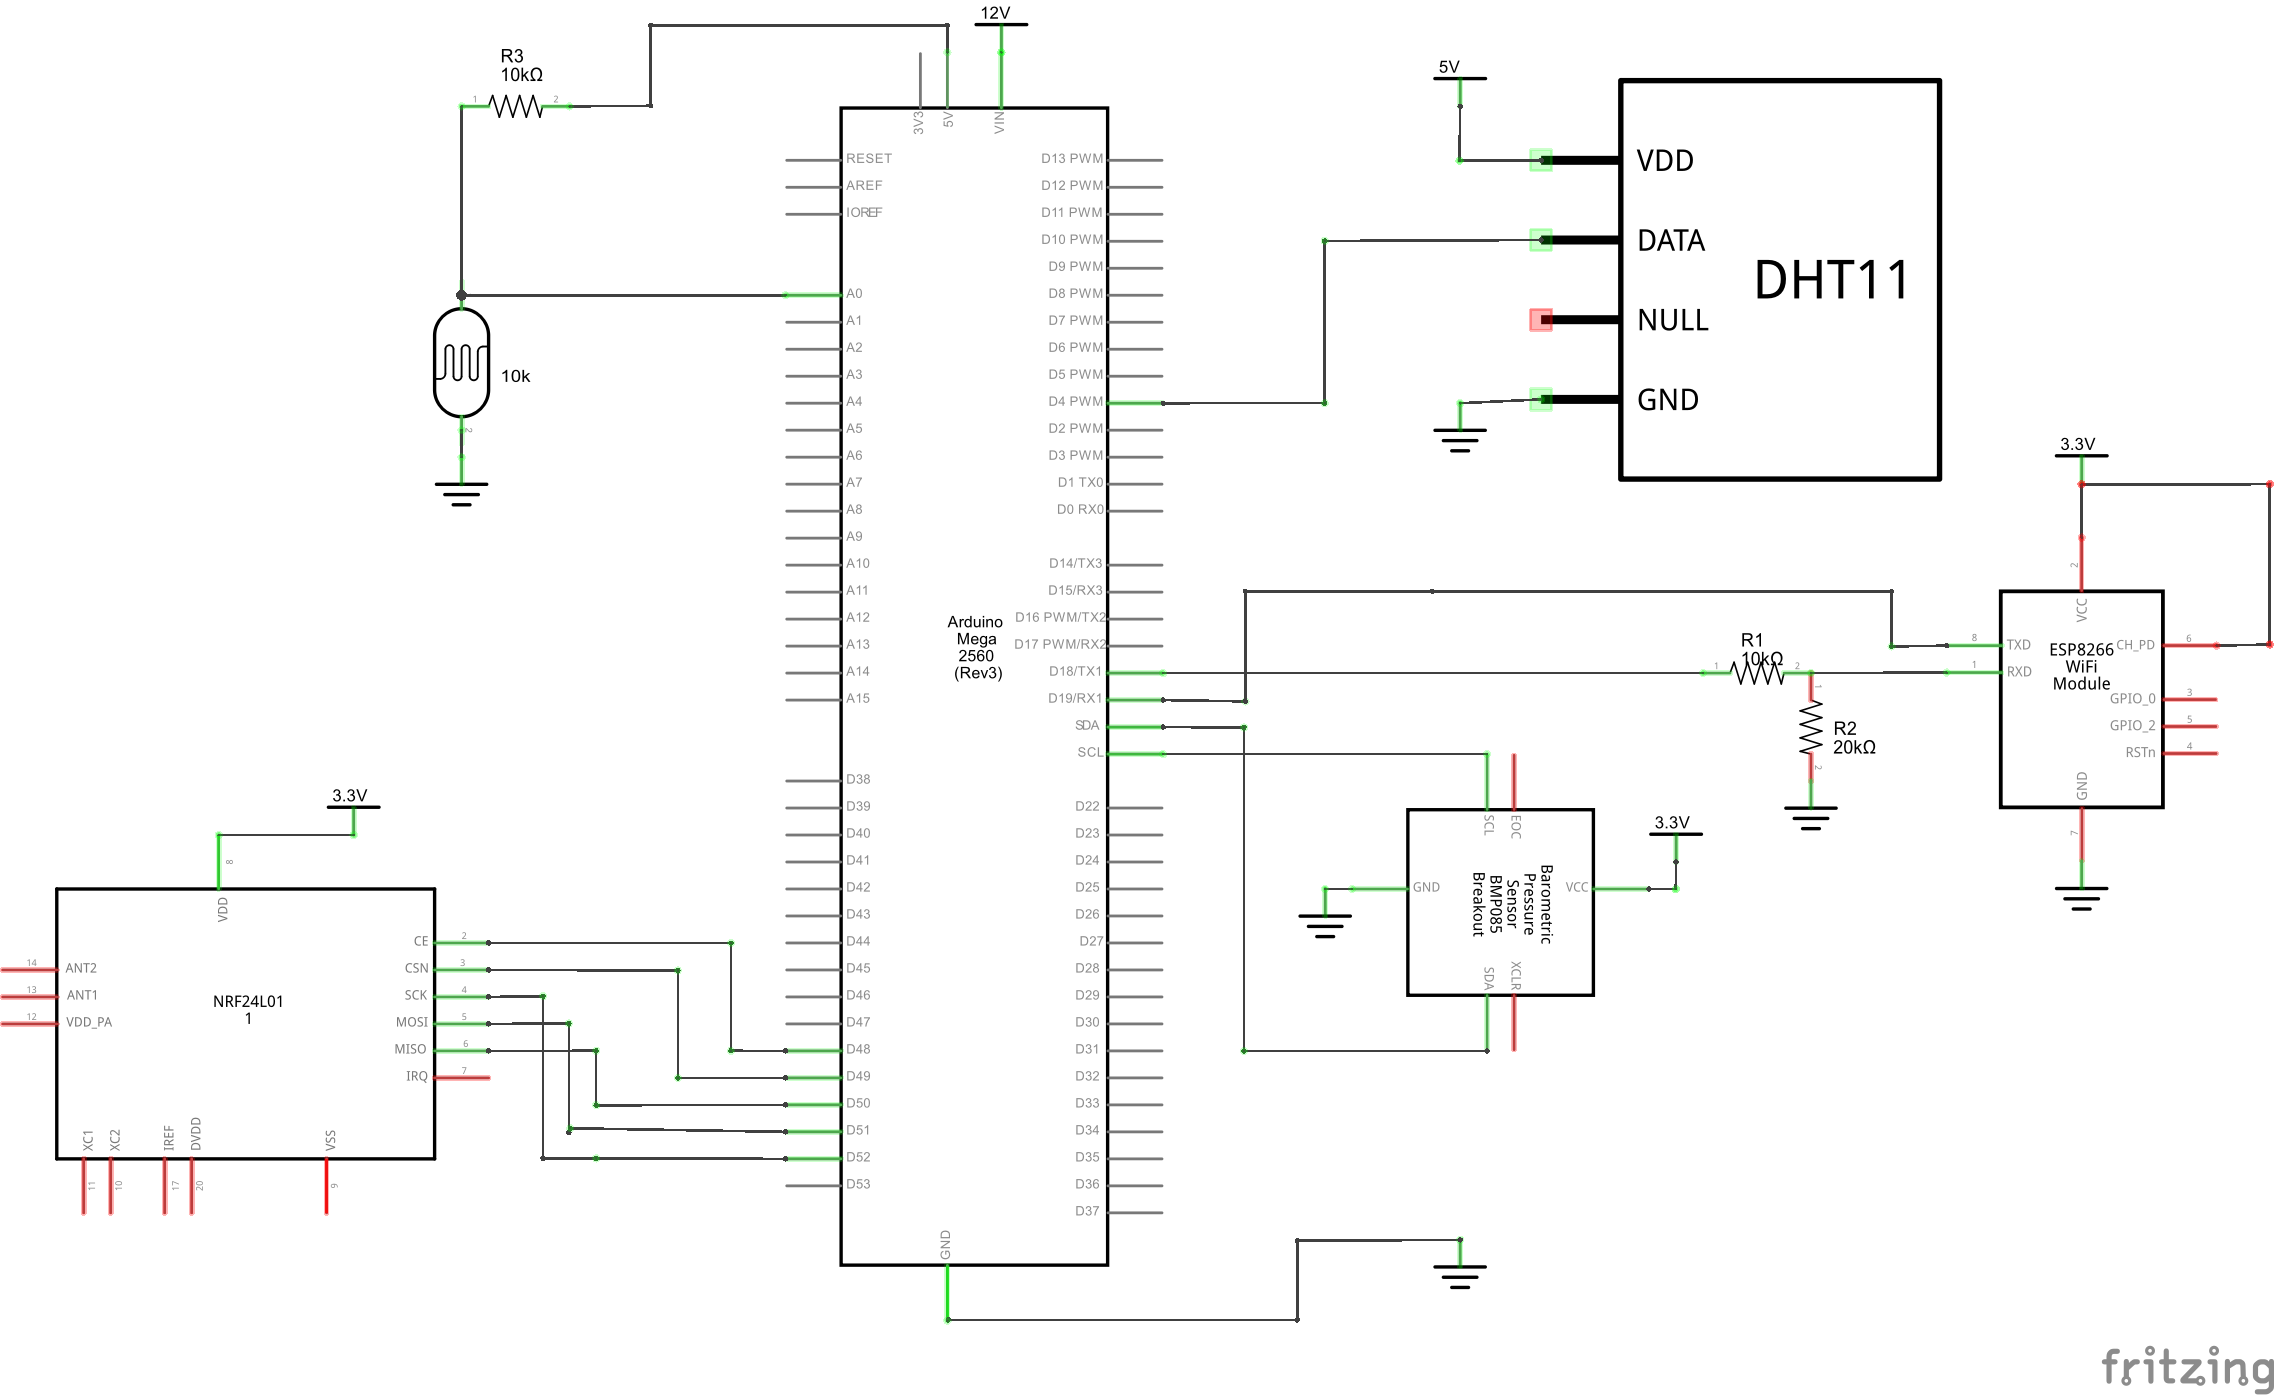 12V
R3
10kΩ
1
2
3V3
5V
VIN
5V
RESET
AREF
IOREF
A0
A1
A2
A3
A4
A5
A6
A7
A8
A9
A10
A11
A12
A13
A14
A15
D38
D39
D40
D41
D42
D43
D44
D45
D46
D47
D48
D49
D50
D51
D52
D53
GND
Arduino
Mega
2560
(Rev3)
D13 PWM
D12 PWM
D11 PWM
D10 PWM
D9 PWM
D8 PWM
D7 PWM
D6 PWM
D5 PWM
D4 PWM
D2 PWM
D3 PWM
D1 TX0
D0 RX0
D14/TX3
D15/RX3
D16 PWM/TX2
D17 PWM/RX2
D18/TX1
D19/RX1
SDA
SCL
D22
D23
D24
D25
D26
D27
D28
D29
D30
D31
D32
D33
D34
D35
D36
D37
10k
2
VDD
DATA
NULL
GND
DHT11
3.3V
2
VCC
8
TXD
1
RXD
ESP8266
WiFi
Module
CH_PD
6
GPIO_0
3
GPIO_2
5
RSTn
4
GND
7
R1
10kΩ
1
2
1
R2
20kΩ
2
SCL
EOC
GND
VCC
Barometric
Pressure
Sensor
BMP085
Breakout
SDA
XCLR
3.3V
3.3V
8
VDD
CE
2
CSN
3
SCK
4
MOSI
5
MISO
6
IRQ
7
14
ANT2
13
ANT1
12
VDD_PA
NRF24L01
1
XC1
XC2
IREF
DVDD
VSS
11
10
17
20
9
fritzing